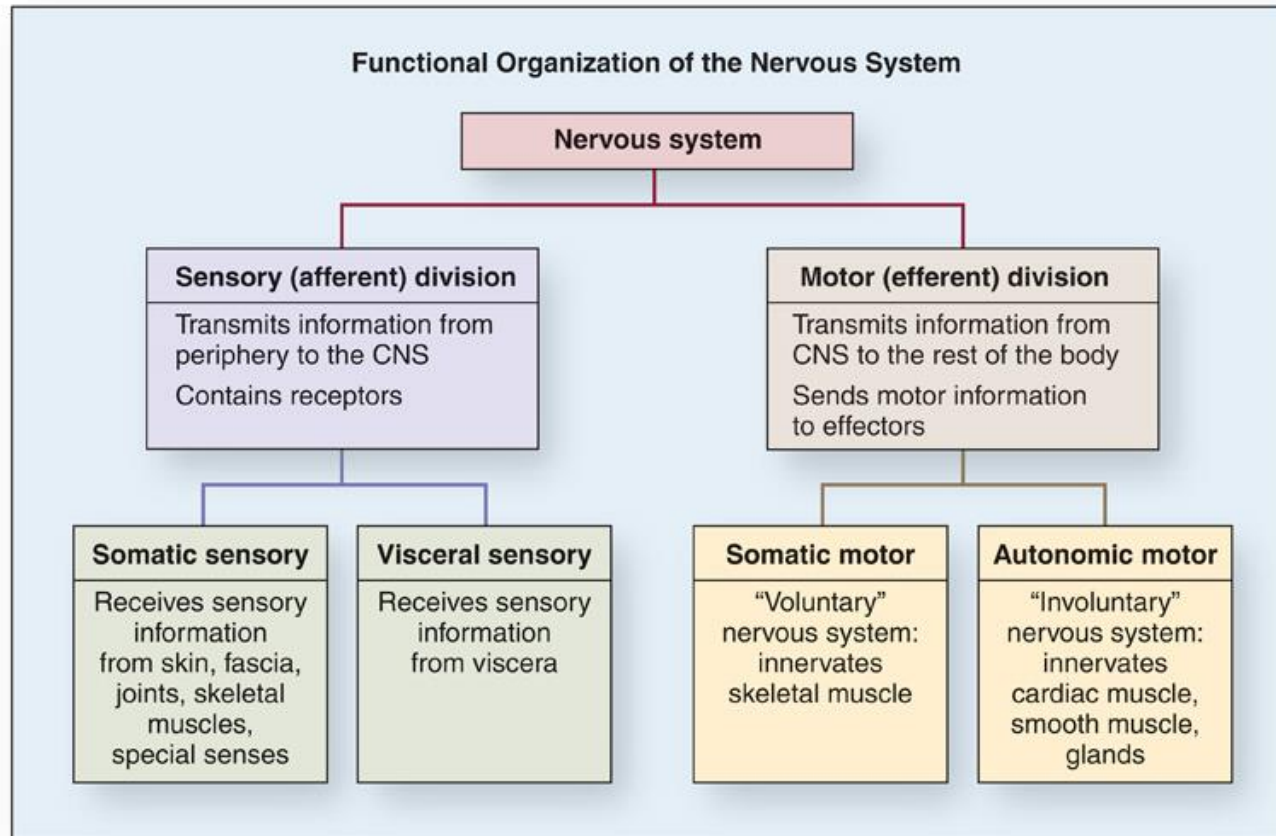 Functional Organization of the Nervous System
Nervous system
Sensory (afferent) division
Transmits information from
periphery to the CNS
Contains receptors
Motor (efferent) division
Transmits information from
CNS to the rest of the body
Sends motor information
to effectors
Somatic sensory
Receives sensory
information
from skin, fascia,
joints, skeletal
muscles,
special senses
Visceral sensory
Receives sensory
information
from viscera
Somatic motor
“Voluntary”
nervous system:
innervates
skeletal muscle
Autonomic motor
“Involuntary”
nervous system:
innervates
cardiac muscle,
smooth muscle,
glands